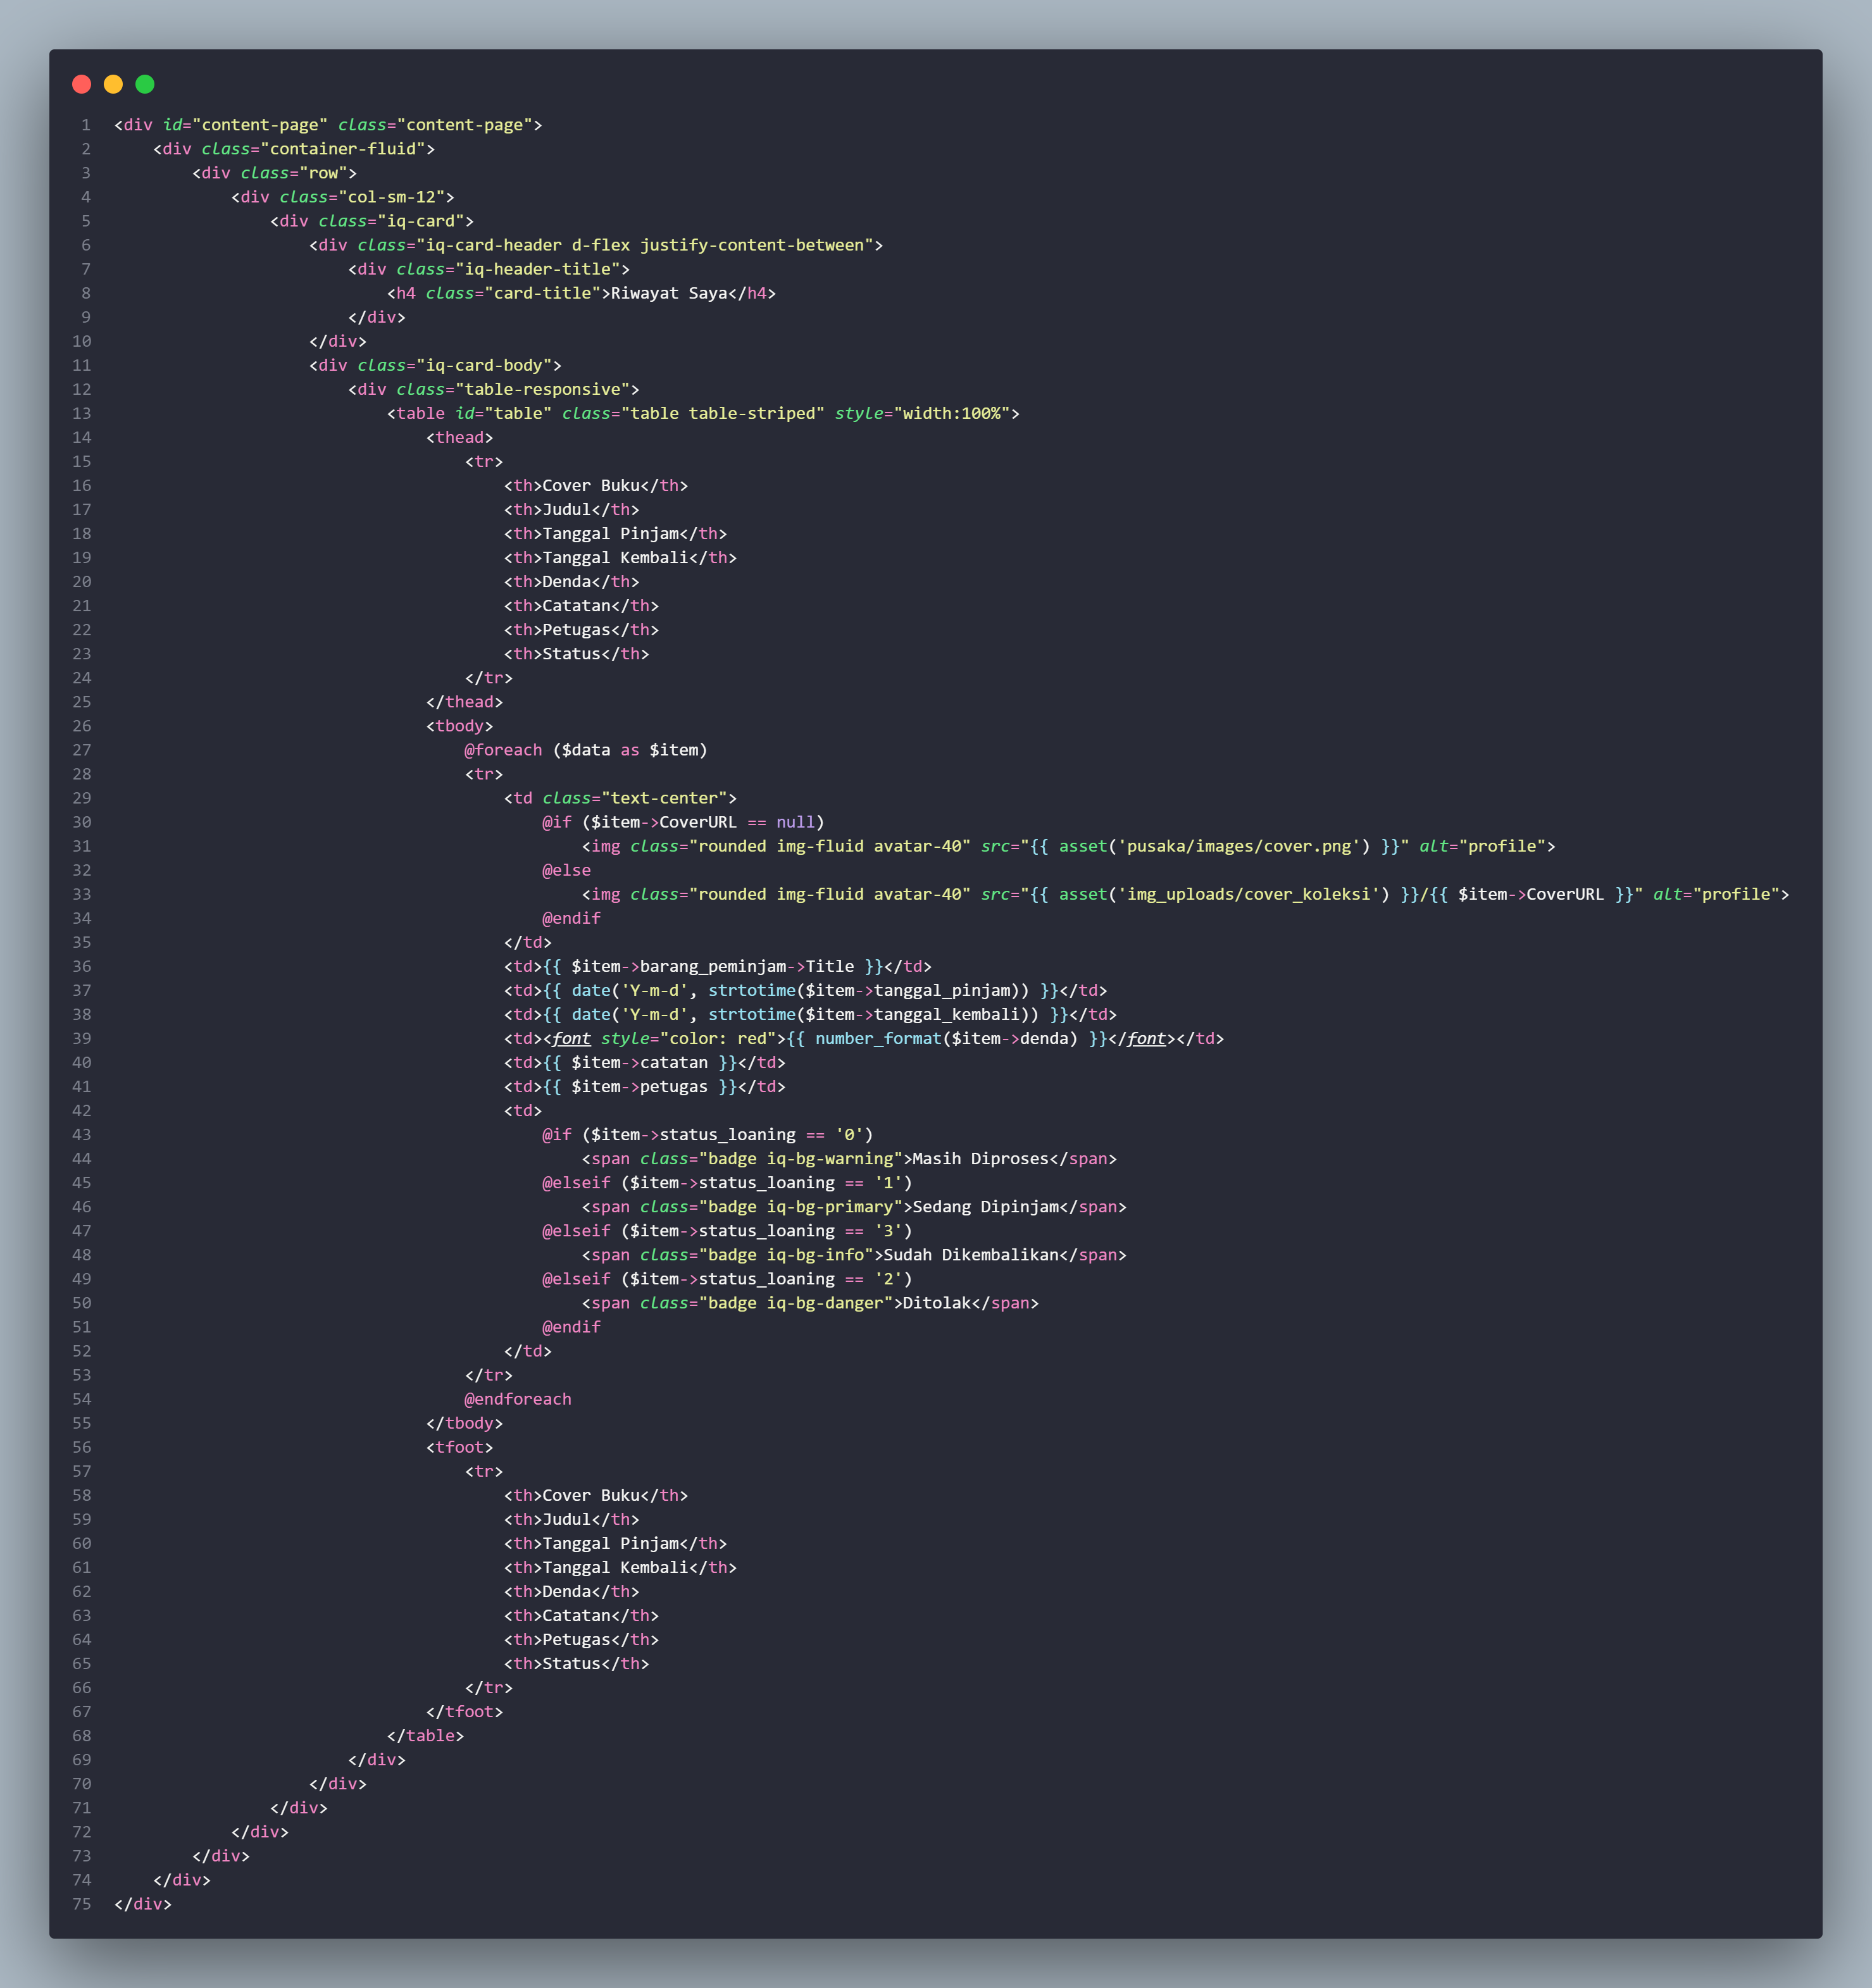 1 <div id="content-page" class="content-page">
2     <div class="container-fluid">
3         <div class="row">
4             <div class="col-sm-12">
5                 <div class="iq-card">
6                     <div class="iq-card-header d-flex justify-content-between">
7                         <div class="iq-header-title">
8                             <h4 class="card-title">Riwayat Saya</h4>
9                         </div>
10                     </div>
11                     <div class="iq-card-body">
12                         <div class="table-responsive">
13                             <table id="table" class="table table-striped" style="width:100%">
14                                 <thead>
15                                     <tr>
16                                         <th>Cover Buku</th>
17                                         <th>Judul</th>
18                                         <th>Tanggal Pinjam</th>
19                                         <th>Tanggal Kembali</th>
20                                         <th>Denda</th>
21                                         <th>Catatan</th>
22                                         <th>Petugas</th>
23                                         <th>Status</th>
24                                     </tr>
25                                 </thead>
26                                 <tbody>
27                                     @foreach ($data as $item)
28                                     <tr>
29                                         <td class="text-center">
30                                             @if ($item->CoverURL == null)
31                                                 <img class="rounded img-fluid avatar-40" src="{{ asset('pusaka/images/cover.png') }}" alt="profile">
32                                             @else
33                                                 <img class="rounded img-fluid avatar-40" src="{{ asset('img_uploads/cover_koleksi') }}/{{ $item->CoverURL }}" alt="profile">
34                                             @endif
35                                         </td>
36                                         <td>{{ $item->barang_peminjam->Title }}</td>
37                                         <td>{{ date('Y-m-d', strtotime($item->tanggal_pinjam)) }}</td>
38                                         <td>{{ date('Y-m-d', strtotime($item->tanggal_kembali)) }}</td>
39                                         <td><font style="color: red">{{ number_format($item->denda) }}</font></td>
40                                         <td>{{ $item->catatan }}</td>
41                                         <td>{{ $item->petugas }}</td>
42                                         <td>
43                                             @if ($item->status_loaning == '0')
44                                                 <span class="badge iq-bg-warning">Masih Diproses</span>
45                                             @elseif ($item->status_loaning == '1')
46                                                 <span class="badge iq-bg-primary">Sedang Dipinjam</span>
47                                             @elseif ($item->status_loaning == '3')
48                                                 <span class="badge iq-bg-info">Sudah Dikembalikan</span>
49                                             @elseif ($item->status_loaning == '2')
50                                                 <span class="badge iq-bg-danger">Ditolak</span>
51                                             @endif
52                                         </td>
53                                     </tr>
54                                     @endforeach
55                                 </tbody>
56                                 <tfoot>
57                                     <tr>
58                                         <th>Cover Buku</th>
59                                         <th>Judul</th>
60                                         <th>Tanggal Pinjam</th>
61                                         <th>Tanggal Kembali</th>
62                                         <th>Denda</th>
63                                         <th>Catatan</th>
64                                         <th>Petugas</th>
65                                         <th>Status</th>
66                                     </tr>
67                                 </tfoot>
68                             </table>
69                         </div>
70                     </div>
71                 </div>
72             </div>
73         </div>
74     </div>
75 </div>